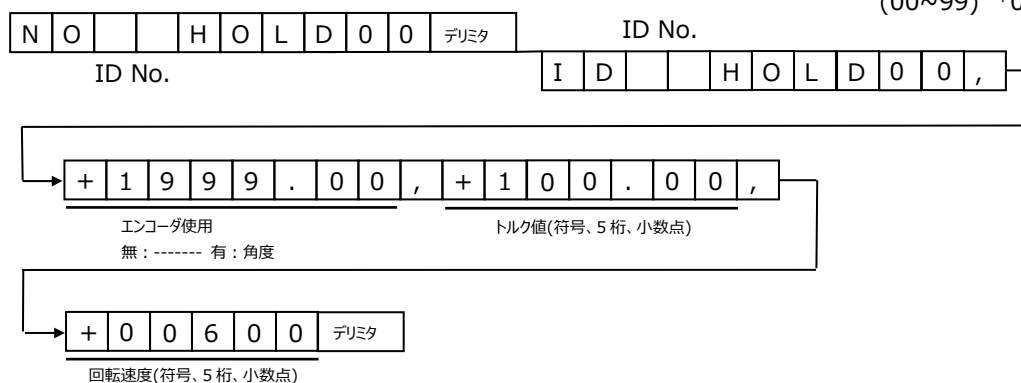 (00~99) *0
N O H O L D 0 0 デリミタ
ID No.
ID No.
I D H O L D 0 0 ,
+ 1 9 9 9 . 0 0 , + 1 0 0 . 0 0 ,
エンコーダ使用
無：------- 有：角度
トルク値(符号、5 桁、小数点)
+ 0 0 6 0 0 デリミタ
回転速度(符号、5 桁、小数点)